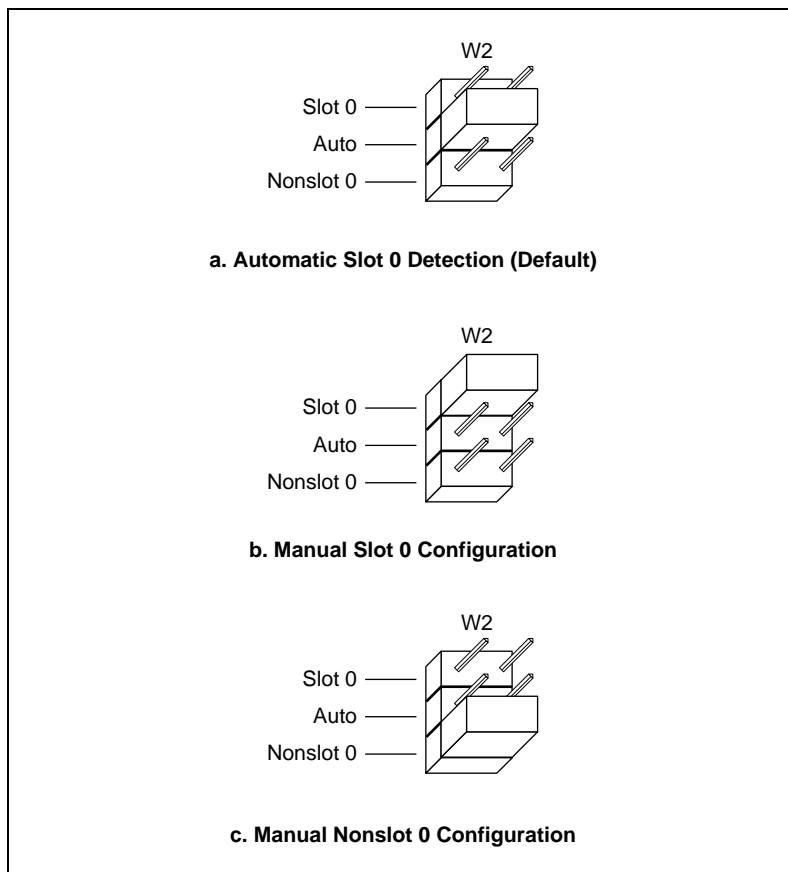 W2
Slot 0
Auto
Nonslot 0
a. Automatic Slot 0 Detection (Default)
W2
Slot 0
Auto
Nonslot 0
b. Manual Slot 0 Configuration
W2
Slot 0
Auto
Nonslot 0
c. Manual Nonslot 0 Configuration